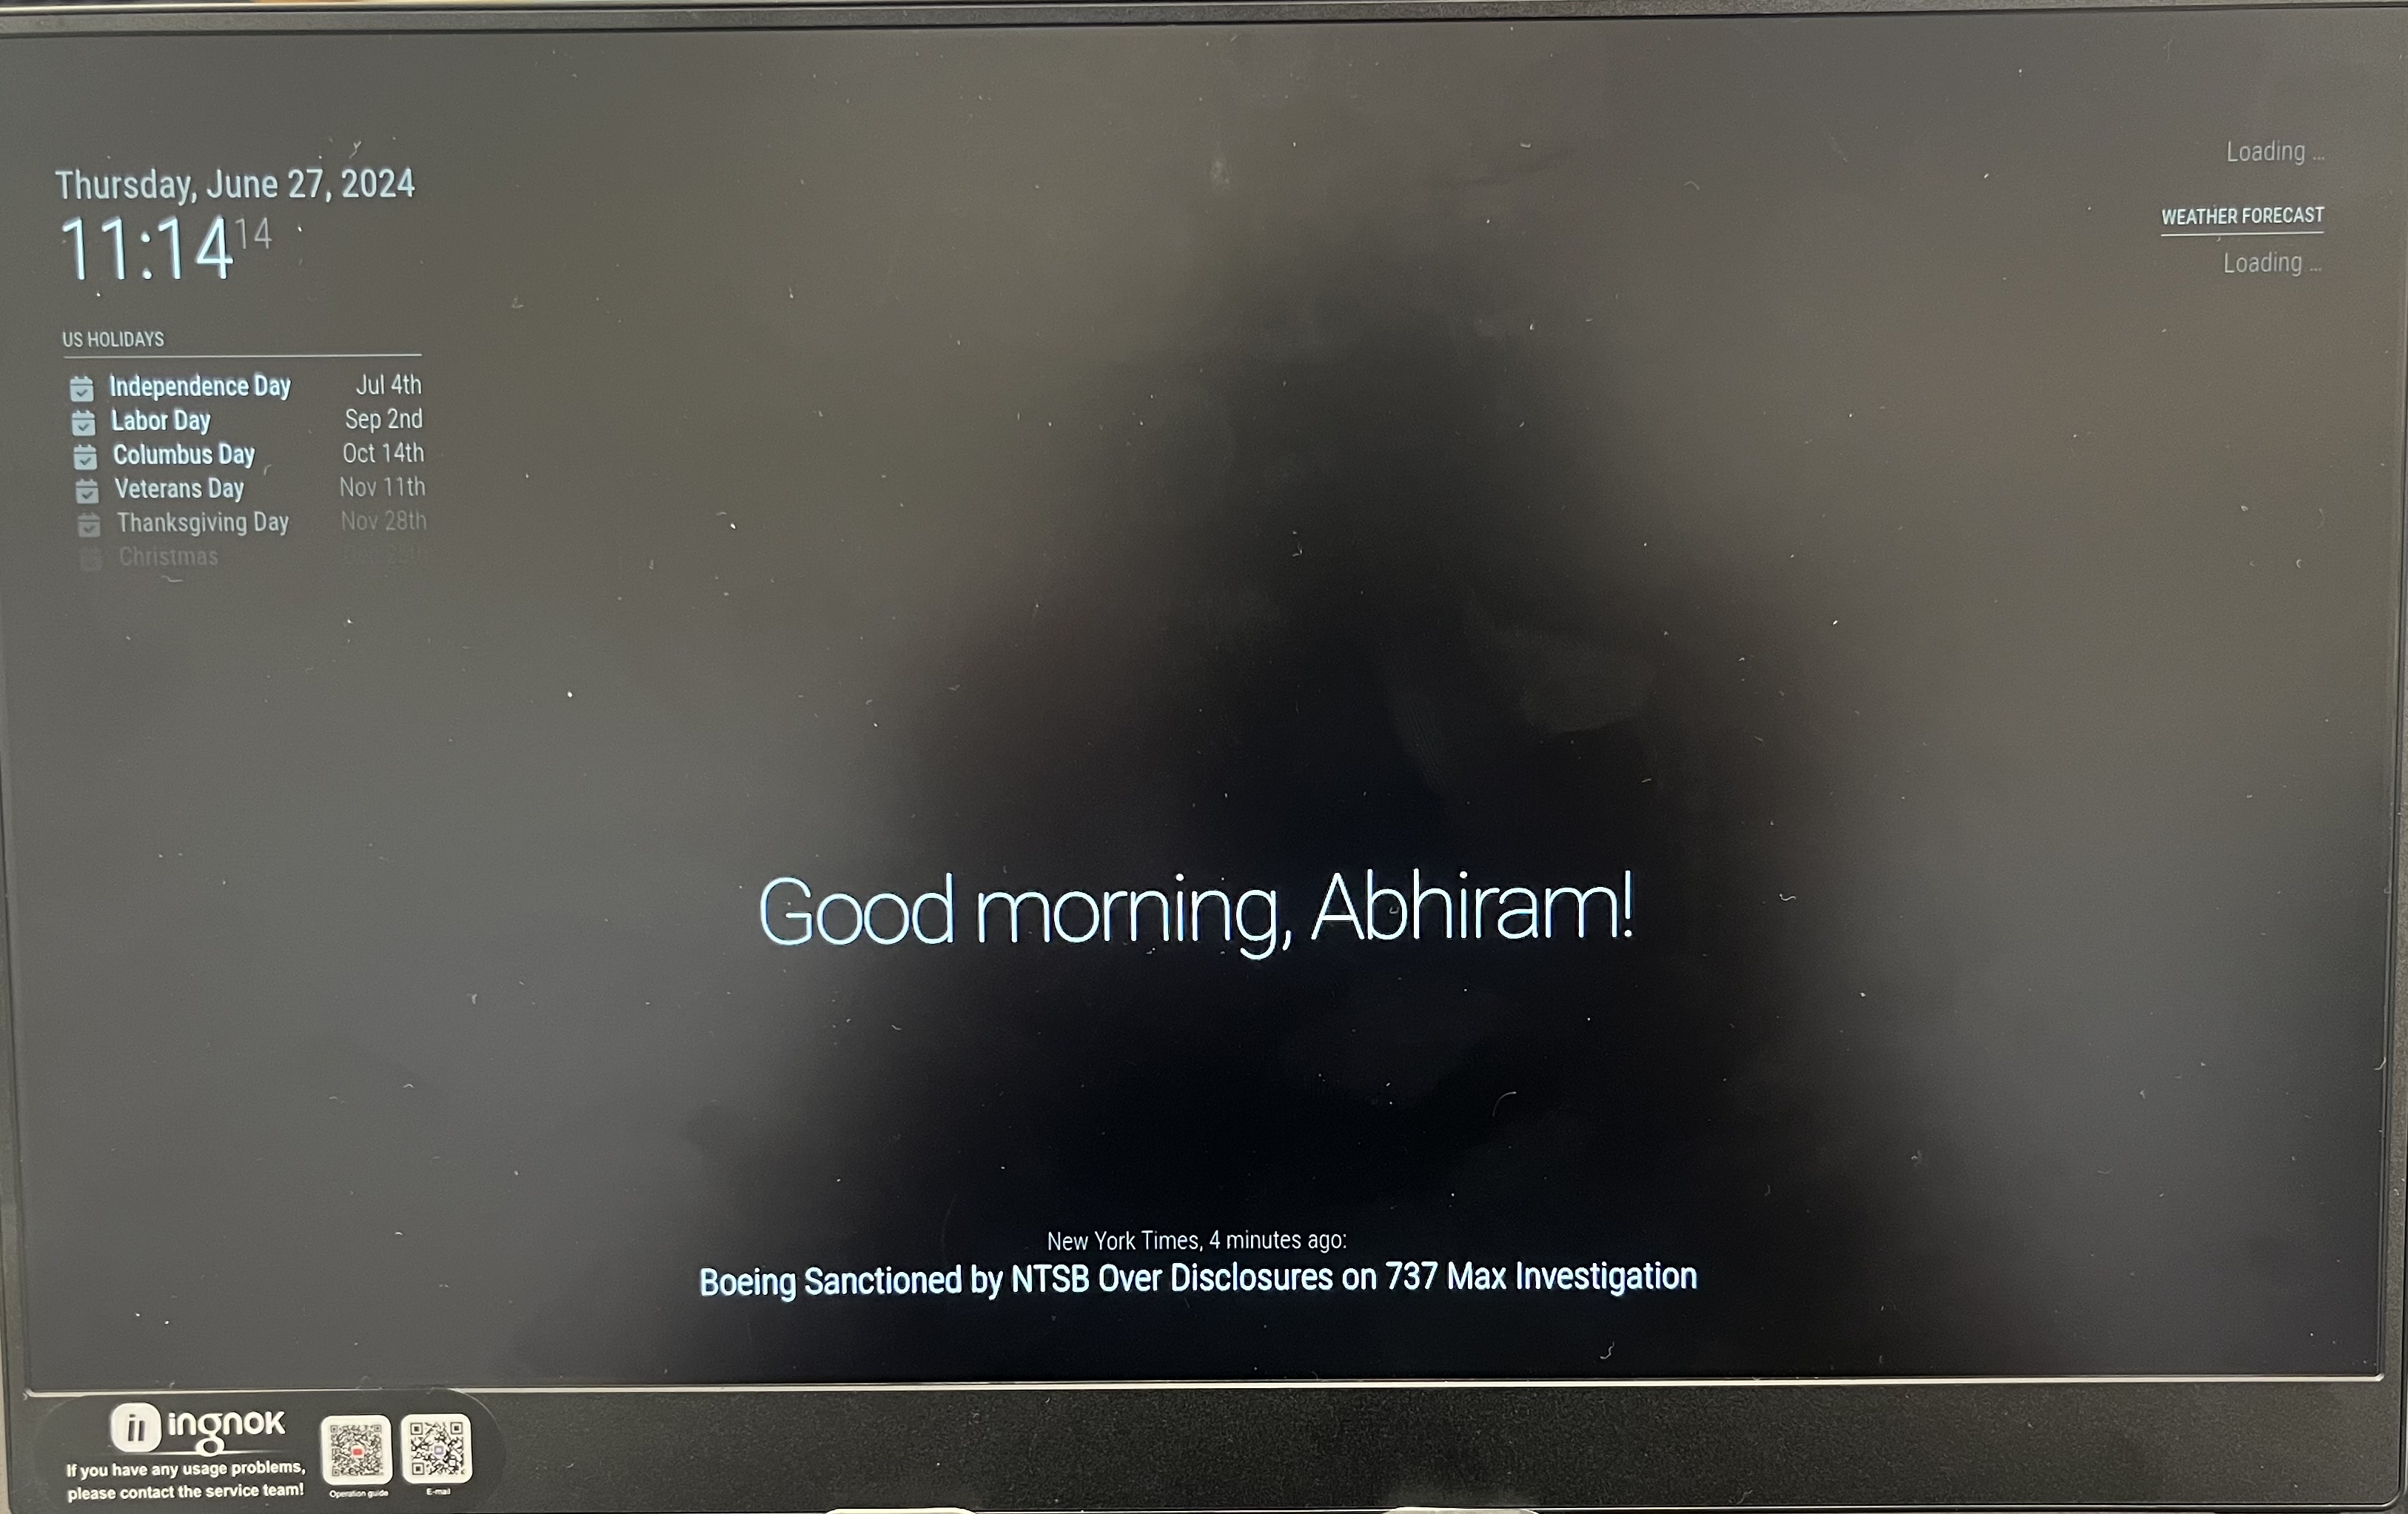 Thursday, June 27, 2024
11:14 14
US HOLIDAYS
Independence Day Jul 4th
Labor Day Sep 2nd
Columbus Day Oct 14th
Veterans Day Nov 11th
Thanksgiving Day Nov 28th
Christmas Dec 25th
Loading ...
WEATHER FORECAST
Loading ...
Good morning, Abhiram!
New York Times, 4 minutes ago:
Boeing Sanctioned by NTSB Over Disclosures on 737 Max Investigation
ingnok
If you have any usage problems,
please contact the service team!
Operation guide
E-mail